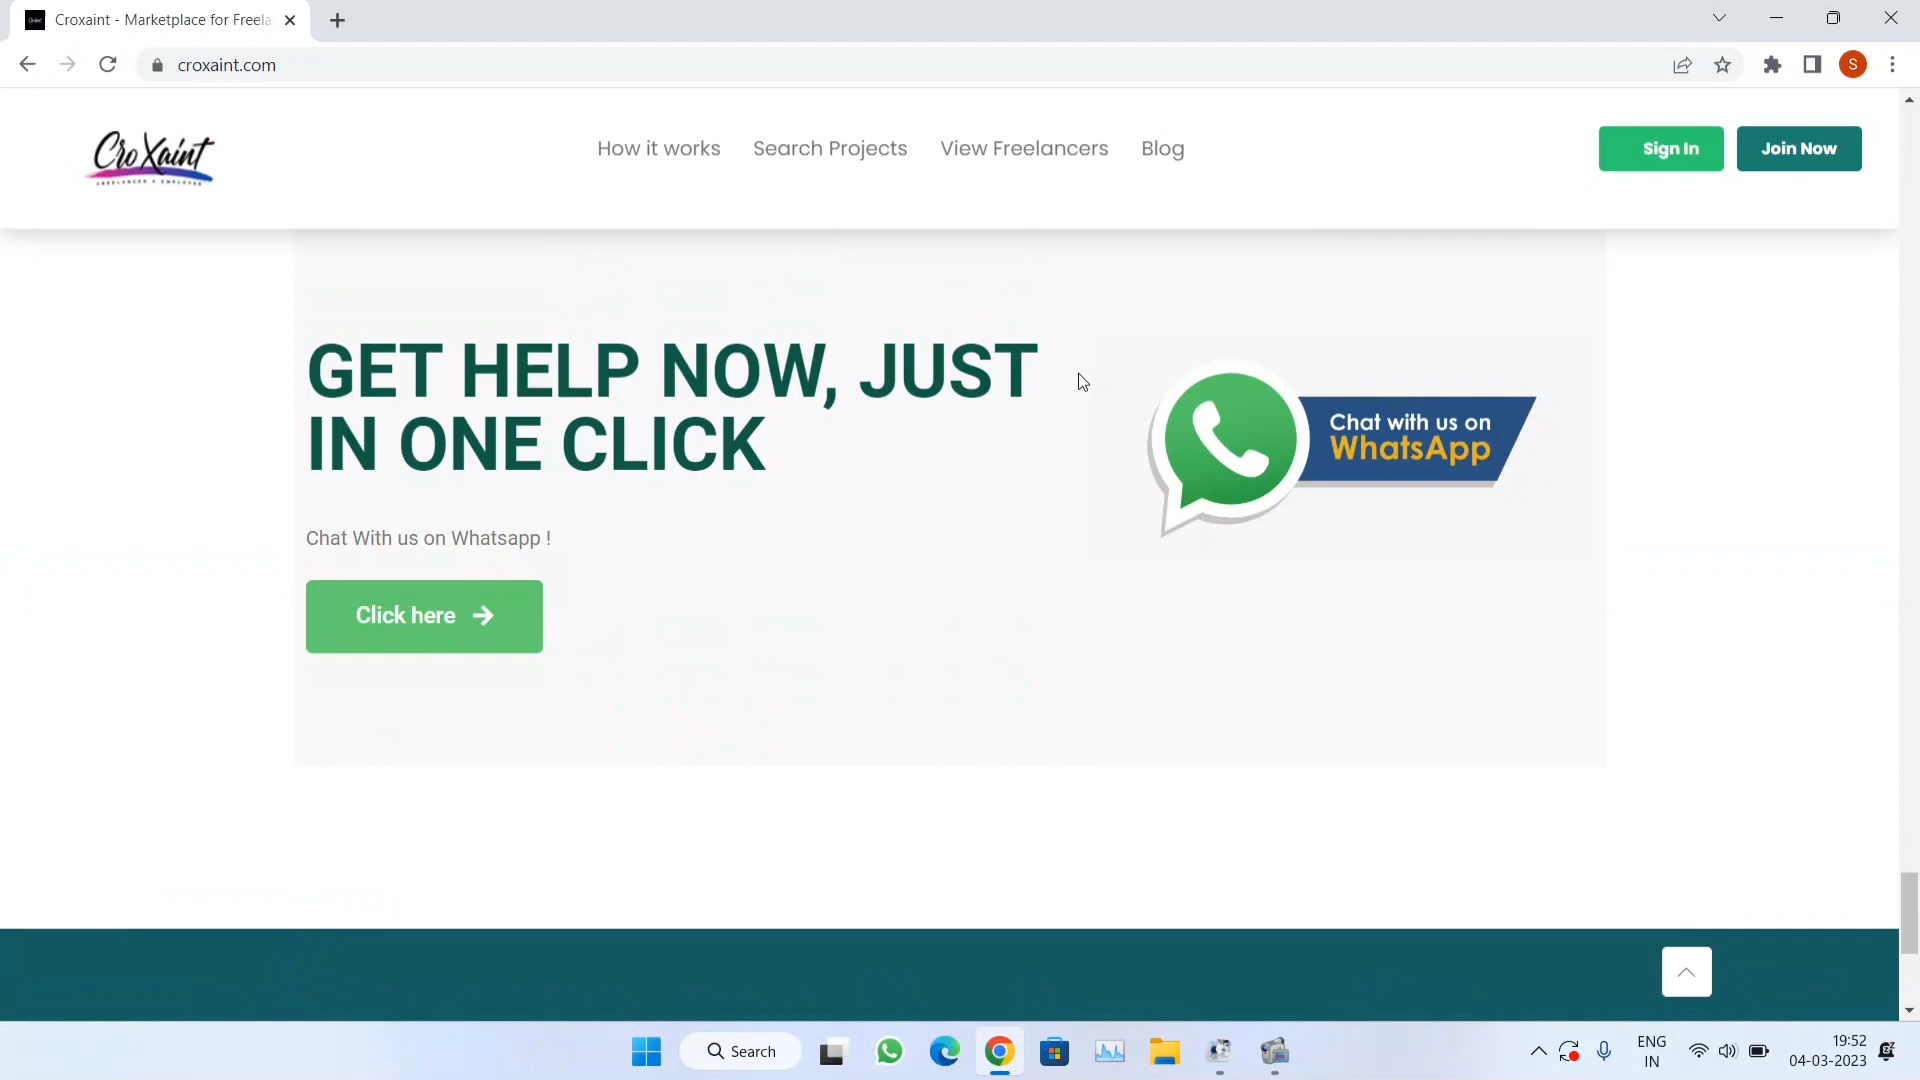 Croxaint - Marketplace for Freela
croxaint.com
S
CroXaint
FREELANCER & EMPLOYER
How it works
Search Projects
View Freelancers
Blog
Sign In
Join Now
GET HELP NOW, JUST
IN ONE CLICK
Chat with us on
WhatsApp
Chat With us on Whatsapp !
Click here
Search
ENG
IN
19:52
04-03-2023